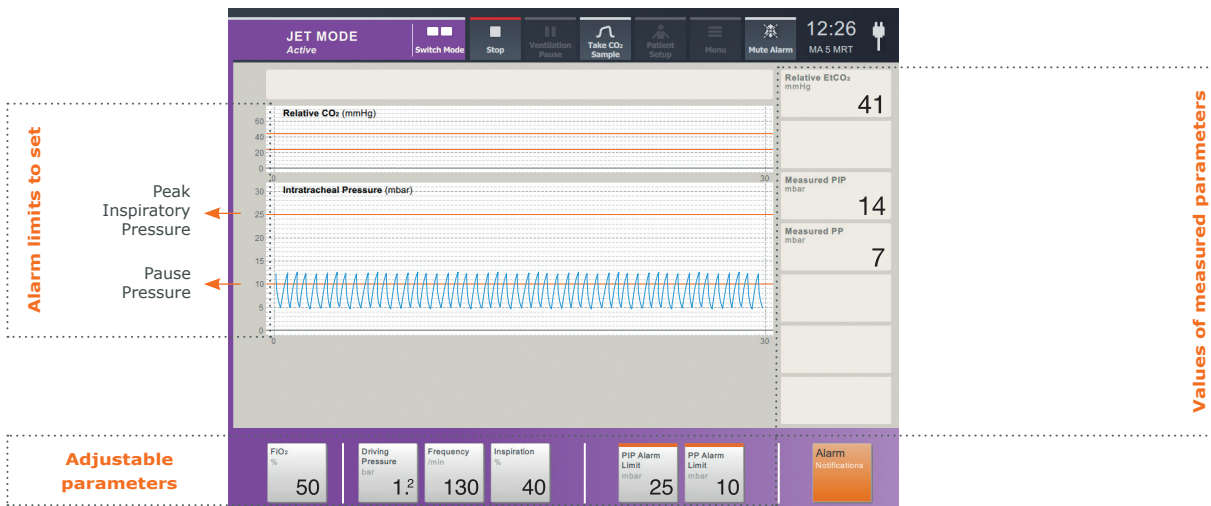 JET MODE
Active
Switch Mode
Stop
Ventilation
Pause
Take CO₂
Sample
Patient
Setup
Menu
Mute Alarm
12:26
MA 5 MRT
Alarm limits to set
Peak
Inspiratory
Pressure
Pause
Pressure
Relative CO₂ (mmHg)
60
40
20
0
0
30
Intratracheal Pressure (mbar)
30
25
20
15
10
5
0
0
30
Relative EtCO₂
mmHg
41
Measured PIP
mbar
14
Measured PP
mbar
7
Values of measured parameters
Adjustable
parameters
FiO₂
%
50
Driving
Pressure
bar
1.²
Frequency
/min
130
Inspiration
%
40
PIP Alarm
Limit
mbar
25
PP Alarm
Limit
mbar
10
Alarm
Notifications